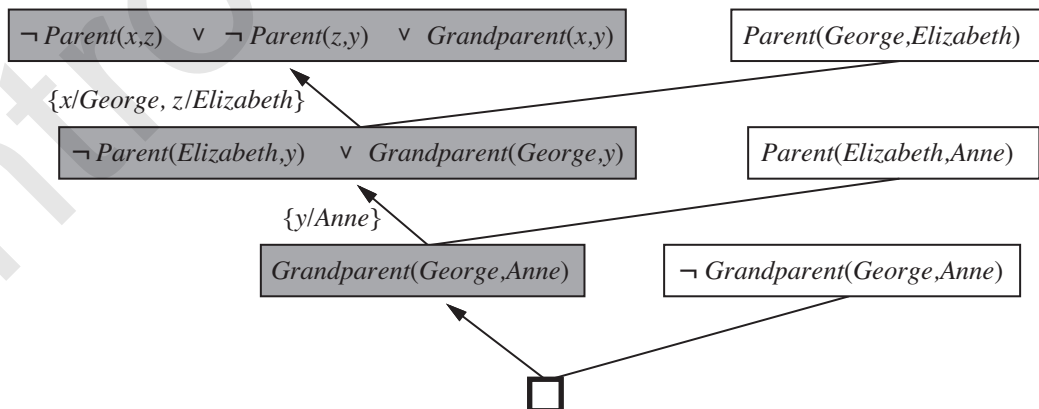 ¬ Parent(x,z) ∨ ¬ Parent(z,y) ∨ Grandparent(x,y)
Parent(George,Elizabeth)
{x/George, z/Elizabeth}
¬ Parent(Elizabeth,y) ∨ Grandparent(George,y)
Parent(Elizabeth,Anne)
{y/Anne}
Grandparent(George,Anne)
¬ Grandparent(George,Anne)